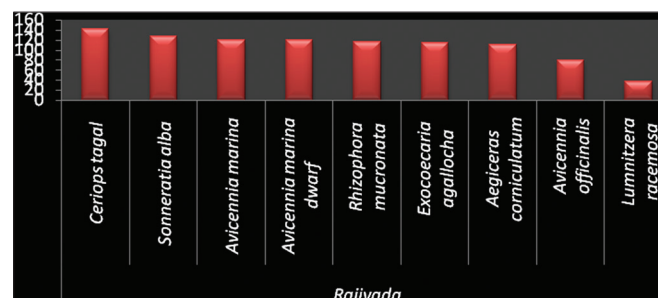 160
140
120
100
80
60
40
20
0
Ceriops tagal
Sonneratia alba
Avicennia marina
Avicennia marina
dwarf
Rhizophora
mucronata
Exocoecaria
agallocha
Aegiceras
corniculatum
Avicennia
officinalis
Lumnitzera
racemosa
Rajivada